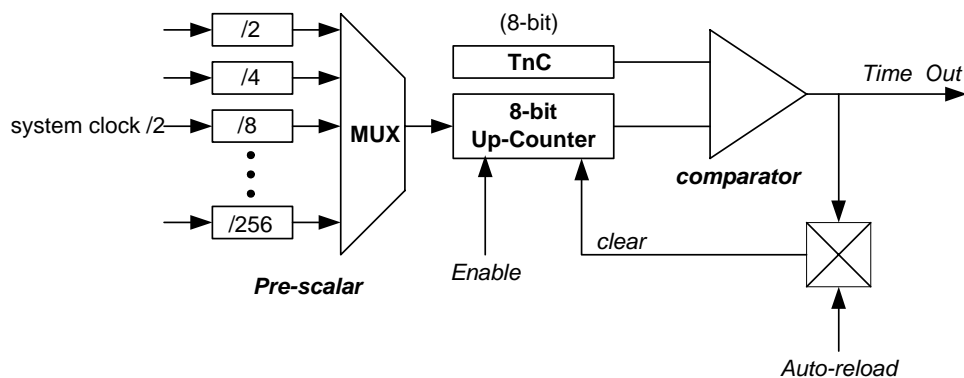 /2
(8-bit)
TnC
/4
Time Out
system clock /2
/8
MUX
8-bit
Up-Counter
comparator
/256
clear
Enable
Pre-scalar
Auto-reload